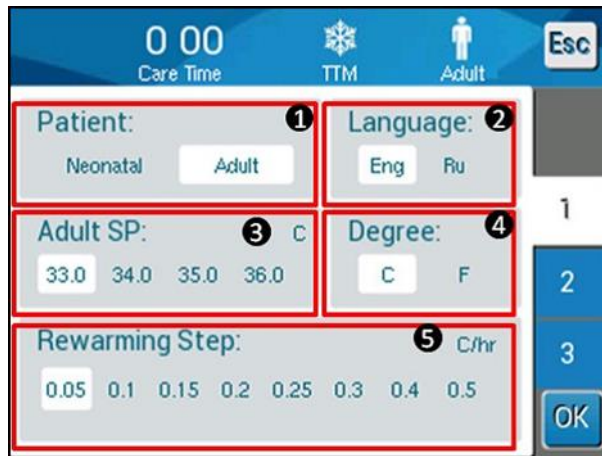 0 00
Care Time
TTM
Adult
Esc
Patient: 1
Neonatal Adult
Language: 2
Eng Ru
Adult SP: 3 C
33.0 34.0 35.0 36.0
Degree: 4
C F
Rewarming Step: 5 C/hr
0.05 0.1 0.15 0.2 0.25 0.3 0.4 0.5
1
2
3
OK